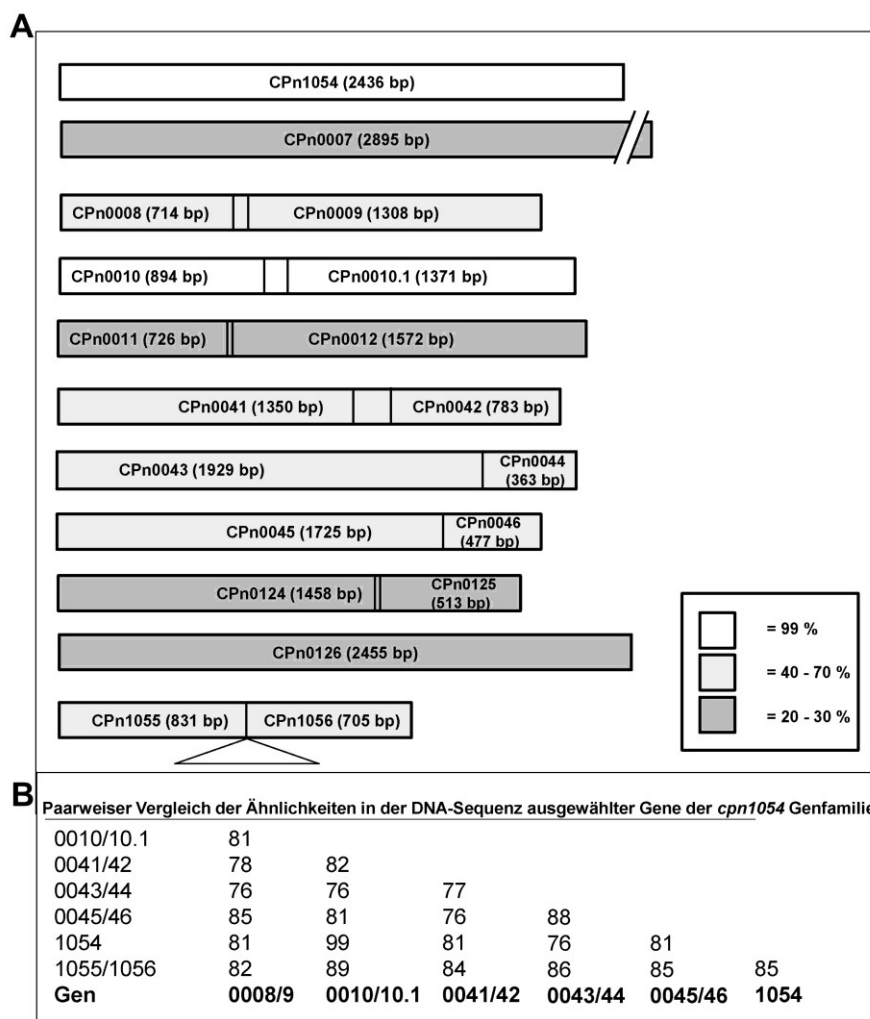 A
CPn1054 (2436 bp)
CPn0007 (2895 bp)
CPn0008 (714 bp) CPn0009 (1308 bp)
CPn0010 (894 bp) CPn0010.1 (1371 bp)
CPn0011 (726 bp) CPn0012 (1572 bp)
CPn0041 (1350 bp) CPn0042 (783 bp)
CPn0043 (1929 bp) CPn0044 (363 bp)
CPn0045 (1725 bp) CPn0046 (477 bp)
CPn0124 (1458 bp) CPn0125 (513 bp)
CPn0126 (2455 bp)
CPn1055 (831 bp) CPn1056 (705 bp)
= 99 %
= 40 - 70 %
= 20 - 30 %
B
Paarweiser Vergleich der Ähnlichkeiten in der DNA-Sequenz ausgewählter Gene der cpn1054 Genfamilie
0010/10.1 81
0041/42 78 82
0043/44 76 76 77
0045/46 85 81 76 88
1054 81 99 81 76 81
1055/1056 82 89 84 86 85 85
Gen 0008/9 0010/10.1 0041/42 0043/44 0045/46 1054